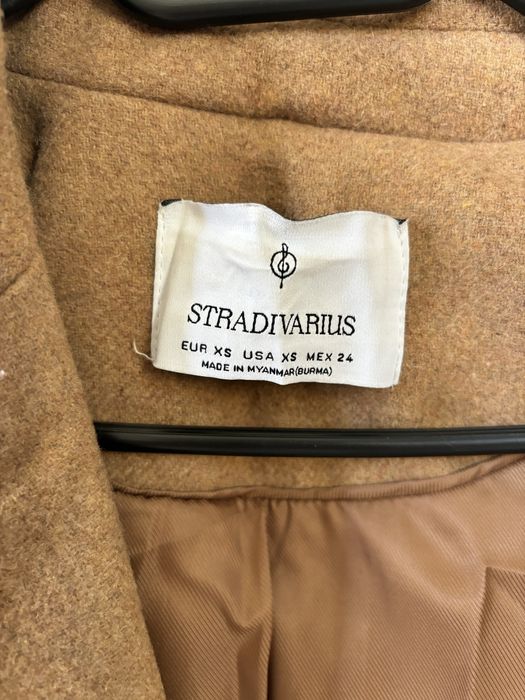 STRADIVARIUS
EUR XS USA XS MEX 24
MADE IN MYANMAR(BURMA)